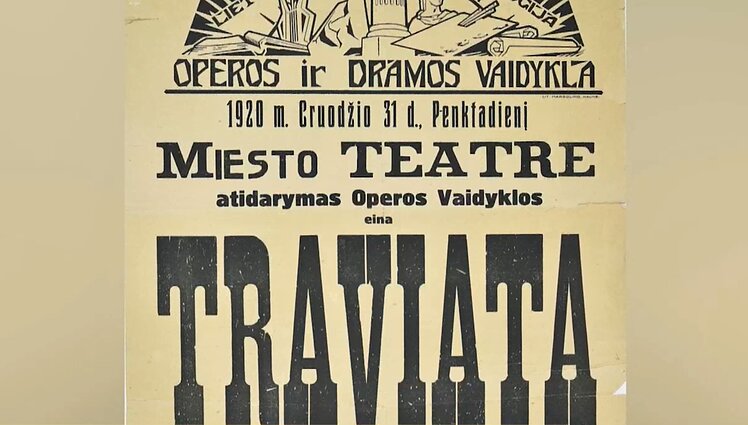 OPEROS ir DRAMOS VAIDYKLA
1920 m. Gruodžio 31 d., Penktadienį
MIESTO TEATRE
atidarymas Operos Vaidyklos
eina
TRAVIATA